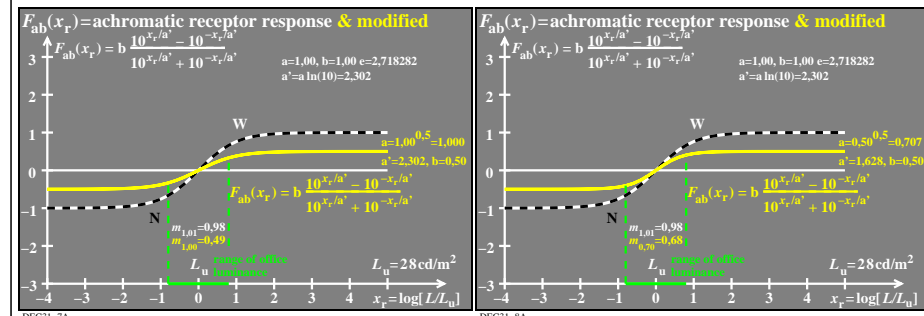 F_ab(x_r)=achromatic receptor response & modified
F_ab(x_r) = b (10^(x_r/a’) − 10^(−x_r/a’)) / (10^(x_r/a’) + 10^(−x_r/a’))
a=1,00, b=1,00 e=2,718282
a’=a ln(10)=2,302
3
2
1
0
−1
−2
−3
W
a=1,00^0,5=1,000
a’=2,302, b=0,50
F_ab(x_r) = b (10^(x_r/a’) − 10^(−x_r/a’)) / (10^(x_r/a’) + 10^(−x_r/a’))
N
m_1,01=0,98
m_1,00=0,49
L_u range of office
luminance
L_u=28cd/m²
−4 −3 −2 −1 0 1 2 3 4
x_r=log[L/L_u]
DEG31-7A
F_ab(x_r)=achromatic receptor response & modified
F_ab(x_r) = b (10^(x_r/a’) − 10^(−x_r/a’)) / (10^(x_r/a’) + 10^(−x_r/a’))
a=1,00, b=1,00 e=2,718282
a’=a ln(10)=2,302
3
2
1
0
−1
−2
−3
W
a=0,50^0,5=0,707
a’=1,628, b=0,50
F_ab(x_r) = b (10^(x_r/a’) − 10^(−x_r/a’)) / (10^(x_r/a’) + 10^(−x_r/a’))
N
m_1,01=0,98
m_0,70=0,68
L_u range of office
luminance
L_u=28cd/m²
−4 −3 −2 −1 0 1 2 3 4
x_r=log[L/L_u]